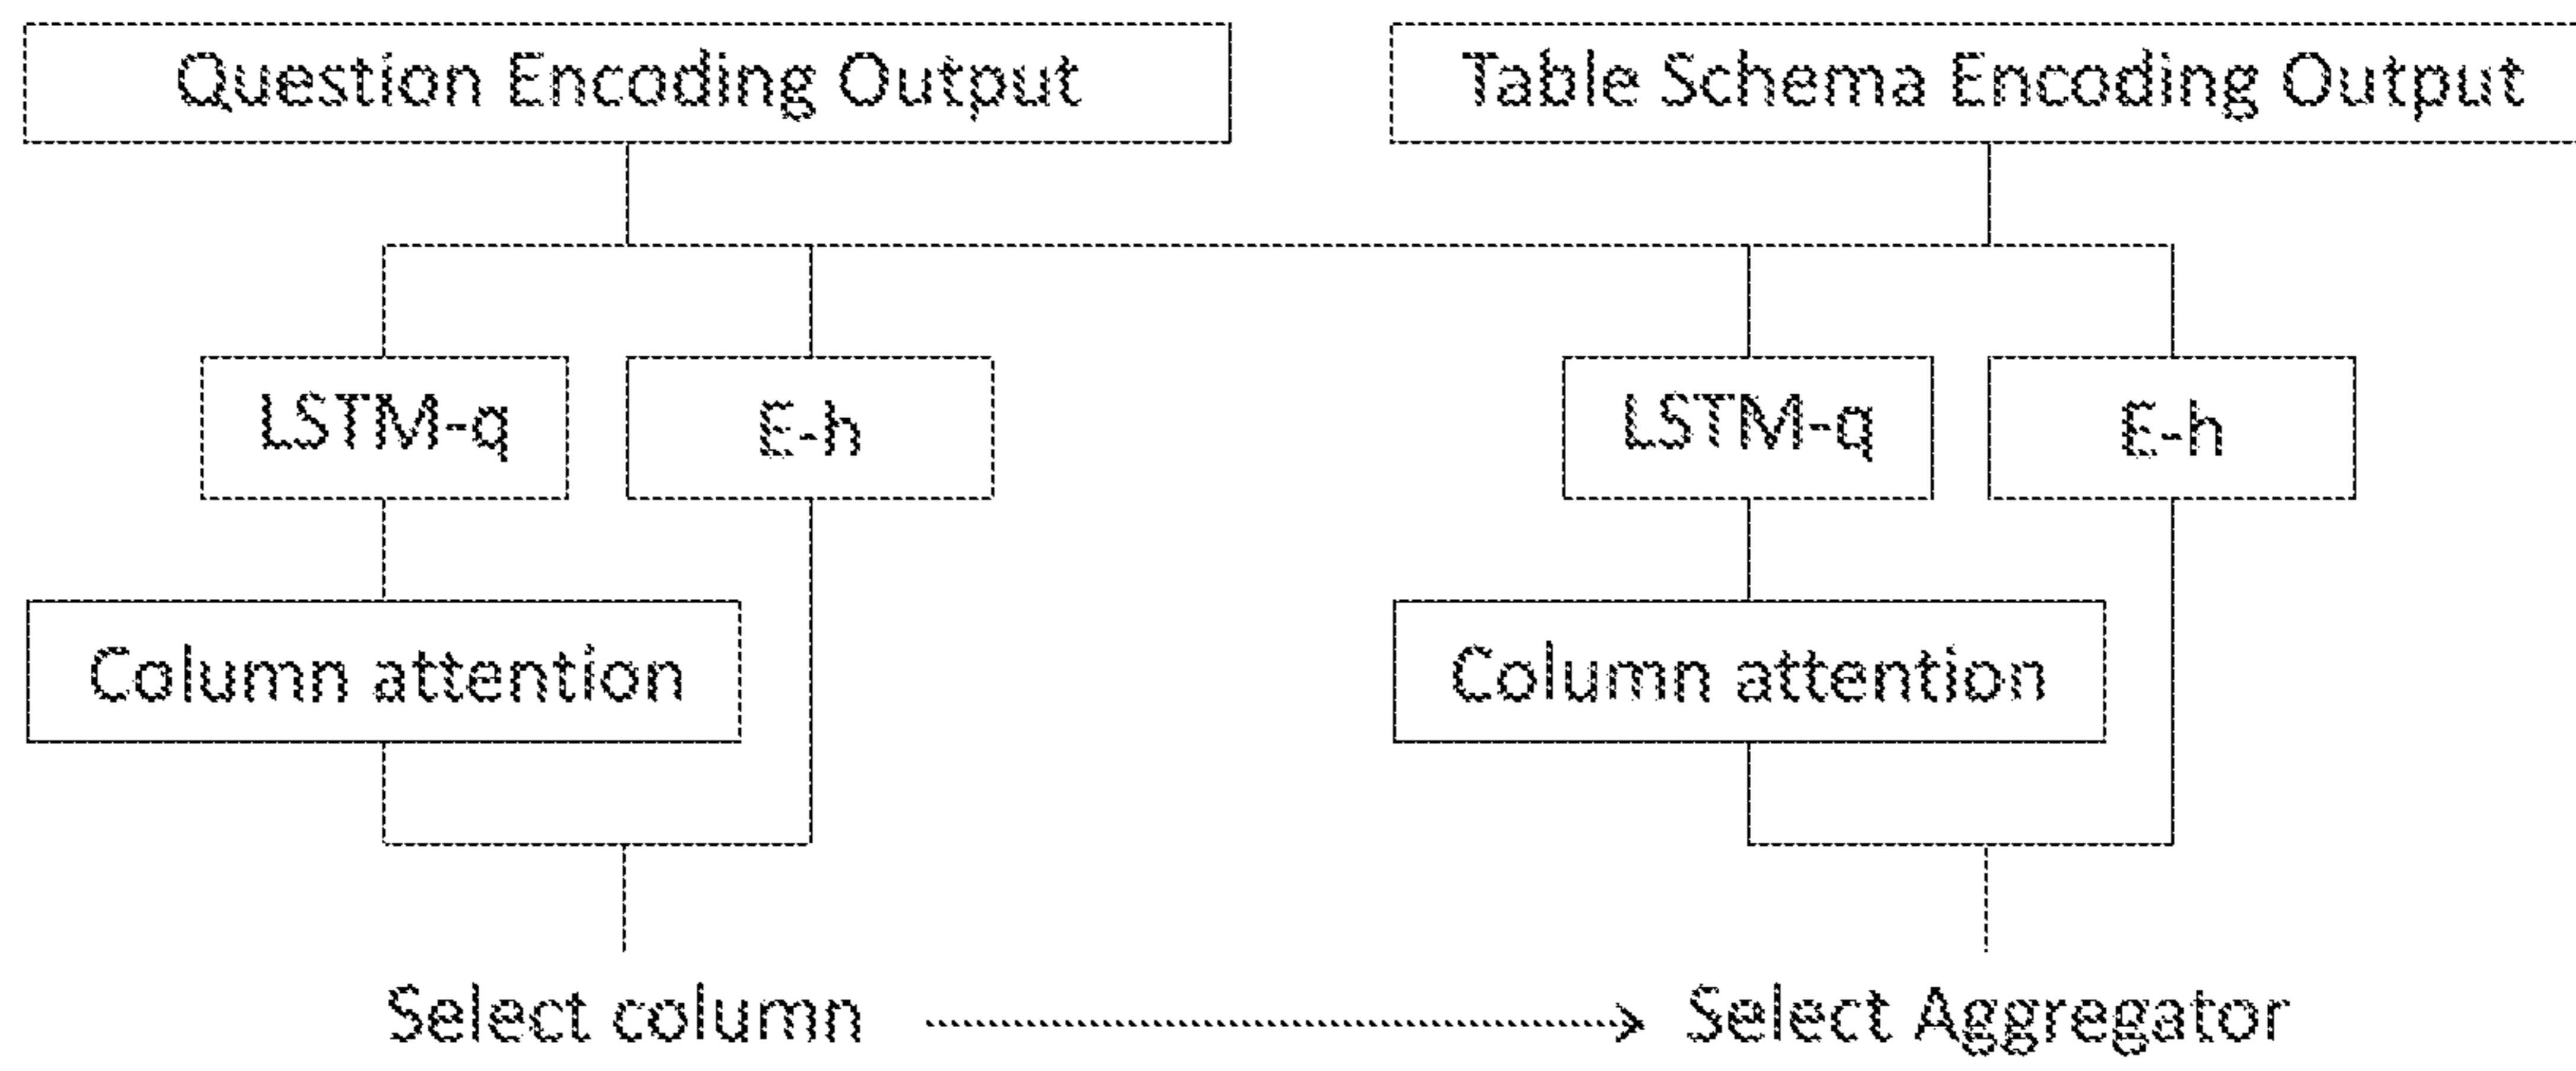 Question Encoding Output
Table Schema Encoding Output
LSTM-q
E-h
LSTM-q
E-h
Column attention
Column attention
Select column
Select Aggregator